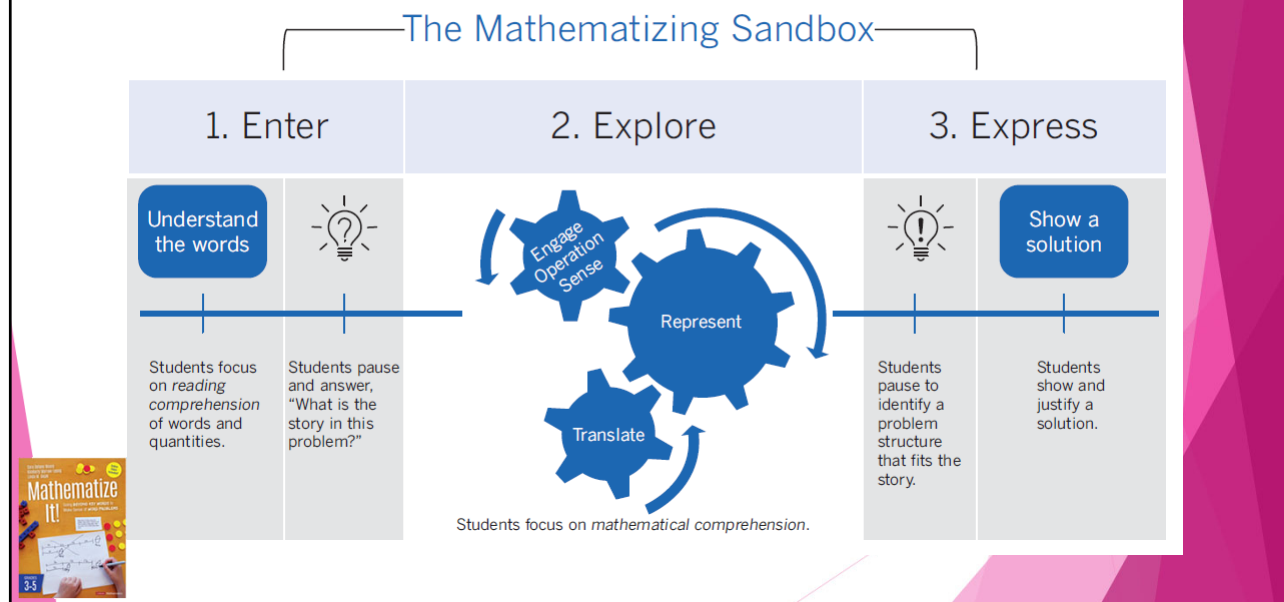 The Mathematizing Sandbox
1. Enter
2. Explore
3. Express
Understand
the words
Engage
Operation
Sense
Represent
Translate
Show a
solution
Students focus
on reading
comprehension
of words and
quantities.
Students pause
and answer,
“What is the
story in this
problem?”
Students focus on mathematical comprehension.
Students
pause to
identify a
problem
structure
that fits the
story.
Students
show and
justify a
solution.
Mathematize
It!
GRADES
3-5